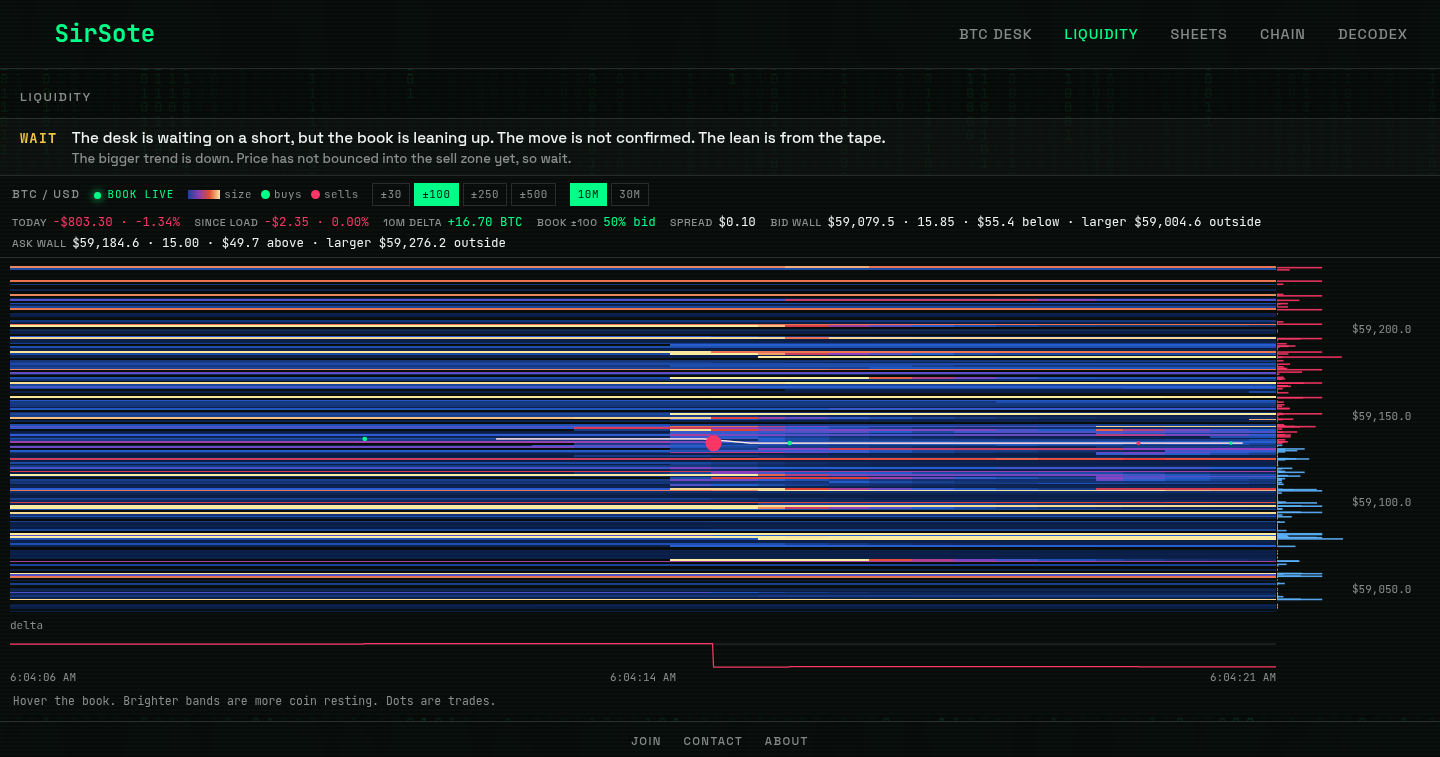 SirSote
BTC DESK LIQUIDITY SHEETS CHAIN DECODEX
LIQUIDITY
WAIT The desk is waiting on a short, but the book is leaning up. The move is not confirmed. The lean is from the tape.
The bigger trend is down. Price has not bounced into the sell zone yet, so wait.
BTC / USD BOOK LIVE size buys sells ±30 ±100 ±250 ±500 10M 30M
TODAY -$803.30 · -1.34% SINCE LOAD -$2.35 · 0.00% 10M DELTA +16.70 BTC BOOK ±100 50% bid SPREAD $0.10 BID WALL $59,079.5 · 15.85 · $55.4 below · larger $59,004.6 outside
ASK WALL $59,184.6 · 15.00 · $49.7 above · larger $59,276.2 outside
$59,200.0
$59,150.0
$59,100.0
$59,050.0
delta
6:04:06 AM 6:04:14 AM 6:04:21 AM
Hover the book. Brighter bands are more coin resting. Dots are trades.
JOIN CONTACT ABOUT